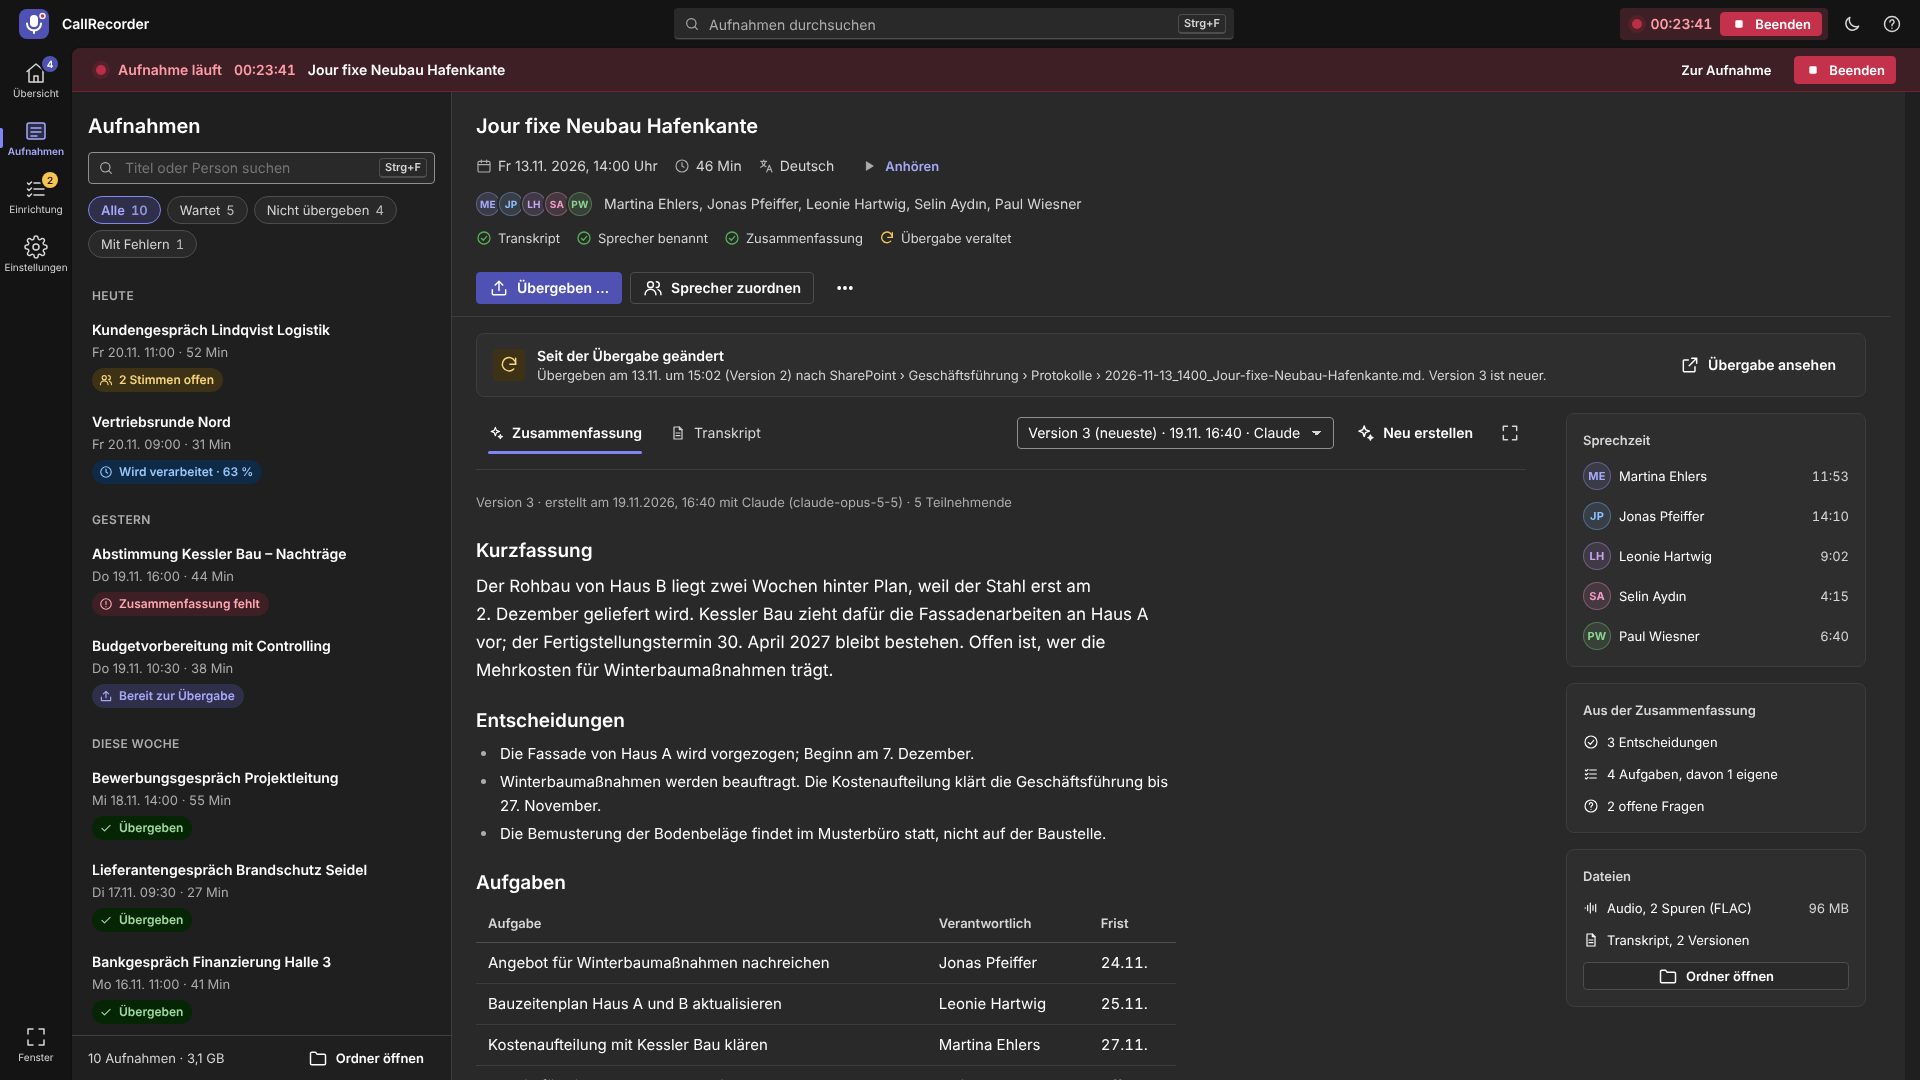 CallRecorder
Aufnahmen durchsuchen
Strg+F
00:23:41
Beenden
4
Übersicht
Aufnahmen
2
Einrichtung
Einstellungen
Fenster
Aufnahme läuft 00:23:41 Jour fixe Neubau Hafenkante
Zur Aufnahme
Beenden
Aufnahmen
Titel oder Person suchen
Strg+F
Alle 10
Wartet 5
Nicht übergeben 4
Mit Fehlern 1
HEUTE
Kundengespräch Lindqvist Logistik
Fr 20.11. 11:00 · 52 Min
2 Stimmen offen
Vertriebsrunde Nord
Fr 20.11. 09:00 · 31 Min
Wird verarbeitet · 63 %
GESTERN
Abstimmung Kessler Bau – Nachträge
Do 19.11. 16:00 · 44 Min
Zusammenfassung fehlt
Budgetvorbereitung mit Controlling
Do 19.11. 10:30 · 38 Min
Bereit zur Übergabe
DIESE WOCHE
Bewerbungsgespräch Projektleitung
Mi 18.11. 14:00 · 55 Min
Übergeben
Lieferantengespräch Brandschutz Seidel
Di 17.11. 09:30 · 27 Min
Übergeben
Bankgespräch Finanzierung Halle 3
Mo 16.11. 11:00 · 41 Min
Übergeben
10 Aufnahmen · 3,1 GB
Ordner öffnen
Jour fixe Neubau Hafenkante
Fr 13.11. 2026, 14:00 Uhr
46 Min
Deutsch
Anhören
ME JP LH SA PW
Martina Ehlers, Jonas Pfeiffer, Leonie Hartwig, Selin Aydın, Paul Wiesner
Transkript
Sprecher benannt
Zusammenfassung
Übergabe veraltet
Übergeben ...
Sprecher zuordnen
Seit der Übergabe geändert
Übergeben am 13.11. um 15:02 (Version 2) nach SharePoint › Geschäftsführung › Protokolle › 2026-11-13_1400_Jour-fixe-Neubau-Hafenkante.md. Version 3 ist neuer.
Übergabe ansehen
Zusammenfassung
Transkript
Version 3 (neueste) · 19.11. 16:40 · Claude
Neu erstellen
Version 3 · erstellt am 19.11.2026, 16:40 mit Claude (claude-opus-5-5) · 5 Teilnehmende
Kurzfassung
Der Rohbau von Haus B liegt zwei Wochen hinter Plan, weil der Stahl erst am
2. Dezember geliefert wird. Kessler Bau zieht dafür die Fassadenarbeiten an Haus A
vor; der Fertigstellungstermin 30. April 2027 bleibt bestehen. Offen ist, wer die
Mehrkosten für Winterbaumaßnahmen trägt.
Entscheidungen
• Die Fassade von Haus A wird vorgezogen; Beginn am 7. Dezember.
• Winterbaumaßnahmen werden beauftragt. Die Kostenaufteilung klärt die Geschäftsführung bis
27. November.
• Die Bemusterung der Bodenbeläge findet im Musterbüro statt, nicht auf der Baustelle.
Aufgaben
Aufgabe Verantwortlich Frist
Angebot für Winterbaumaßnahmen nachreichen Jonas Pfeiffer 24.11.
Bauzeitenplan Haus A und B aktualisieren Leonie Hartwig 25.11.
Kostenaufteilung mit Kessler Bau klären Martina Ehlers 27.11.
Sprechzeit
ME Martina Ehlers 11:53
JP Jonas Pfeiffer 14:10
LH Leonie Hartwig 9:02
SA Selin Aydın 4:15
PW Paul Wiesner 6:40
Aus der Zusammenfassung
3 Entscheidungen
4 Aufgaben, davon 1 eigene
2 offene Fragen
Dateien
Audio, 2 Spuren (FLAC) 96 MB
Transkript, 2 Versionen
Ordner öffnen